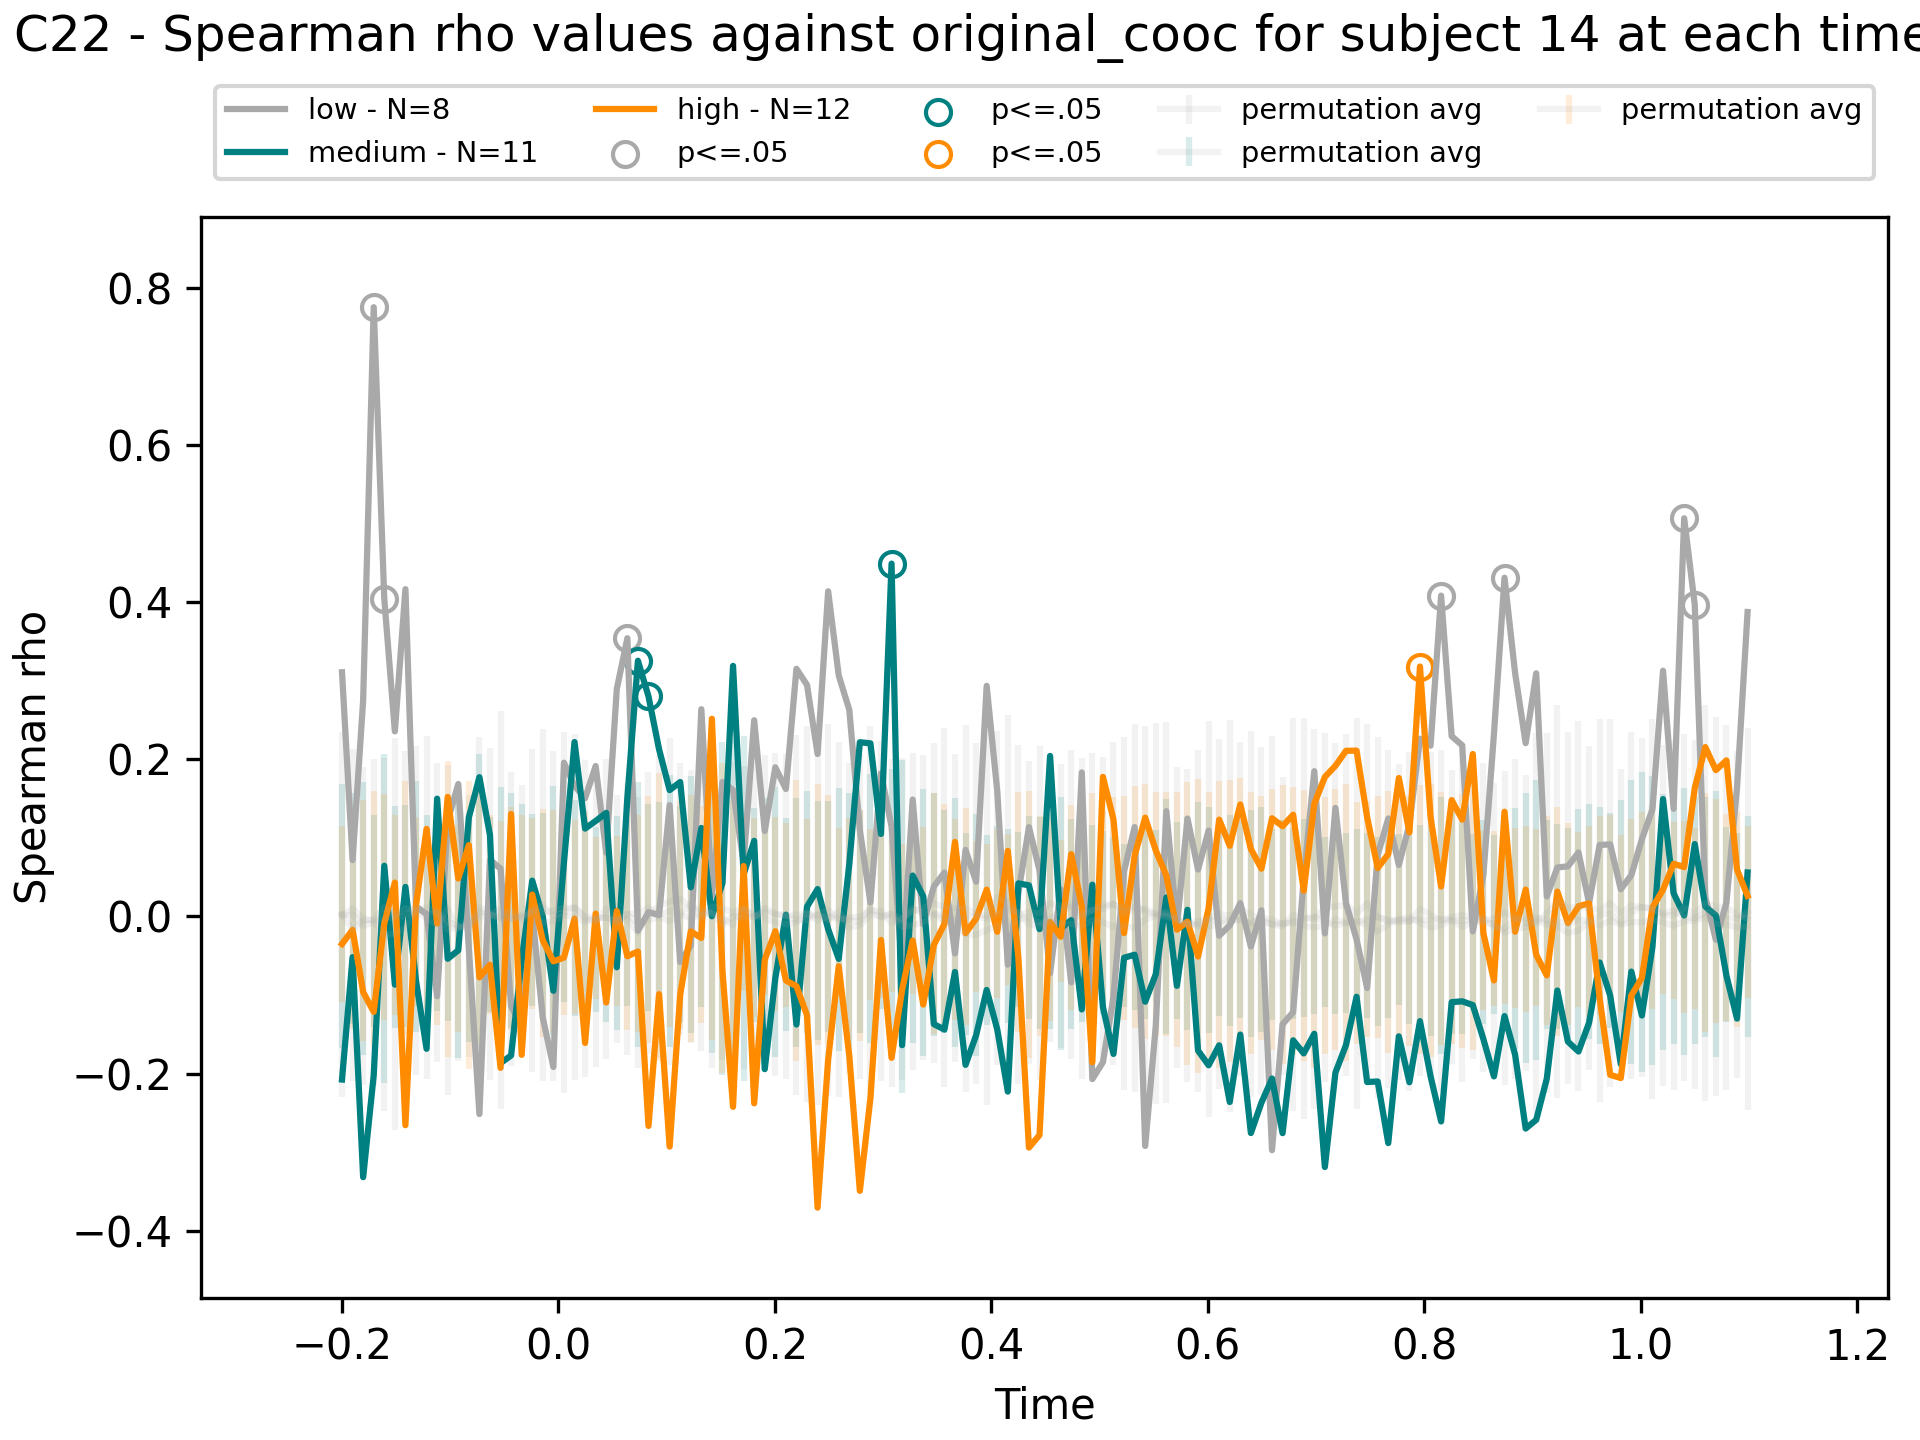 C22 - Spearman rho values against original_cooc for subject 14 at each time
low - N=8
medium - N=11
high - N=12
p<=.05
p<=.05
p<=.05
permutation avg
permutation avg
permutation avg
Spearman rho
0.8
0.6
0.4
0.2
0.0
−0.2
−0.4
−0.2
0.0
0.2
0.4
0.6
0.8
1.0
1.2
Time